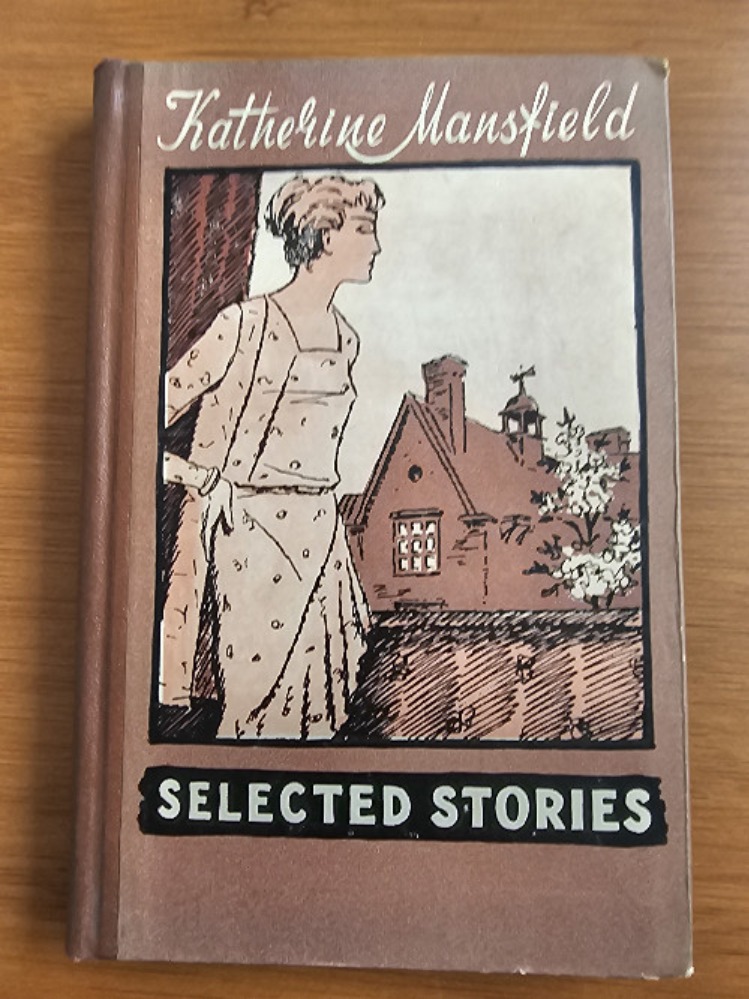 Katherine Mansfield
SELECTED STORIES